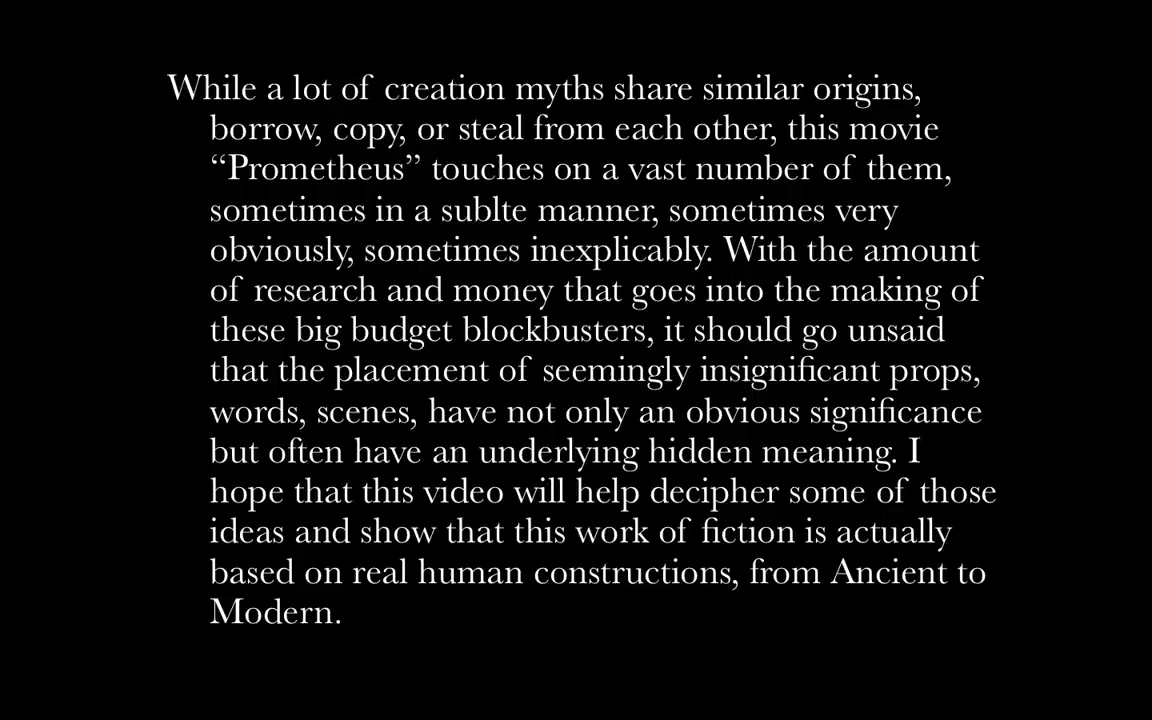 While a lot of creation myths share similar origins,
borrow, copy, or steal from each other, this movie
“Prometheus” touches on a vast number of them,
sometimes in a sublte manner, sometimes very
obviously, sometimes inexplicably. With the amount
of research and money that goes into the making of
these big budget blockbusters, it should go unsaid
that the placement of seemingly insignificant props,
words, scenes, have not only an obvious significance
but often have an underlying hidden meaning. I
hope that this video will help decipher some of those
ideas and show that this work of fiction is actually
based on real human constructions, from Ancient to
Modern.